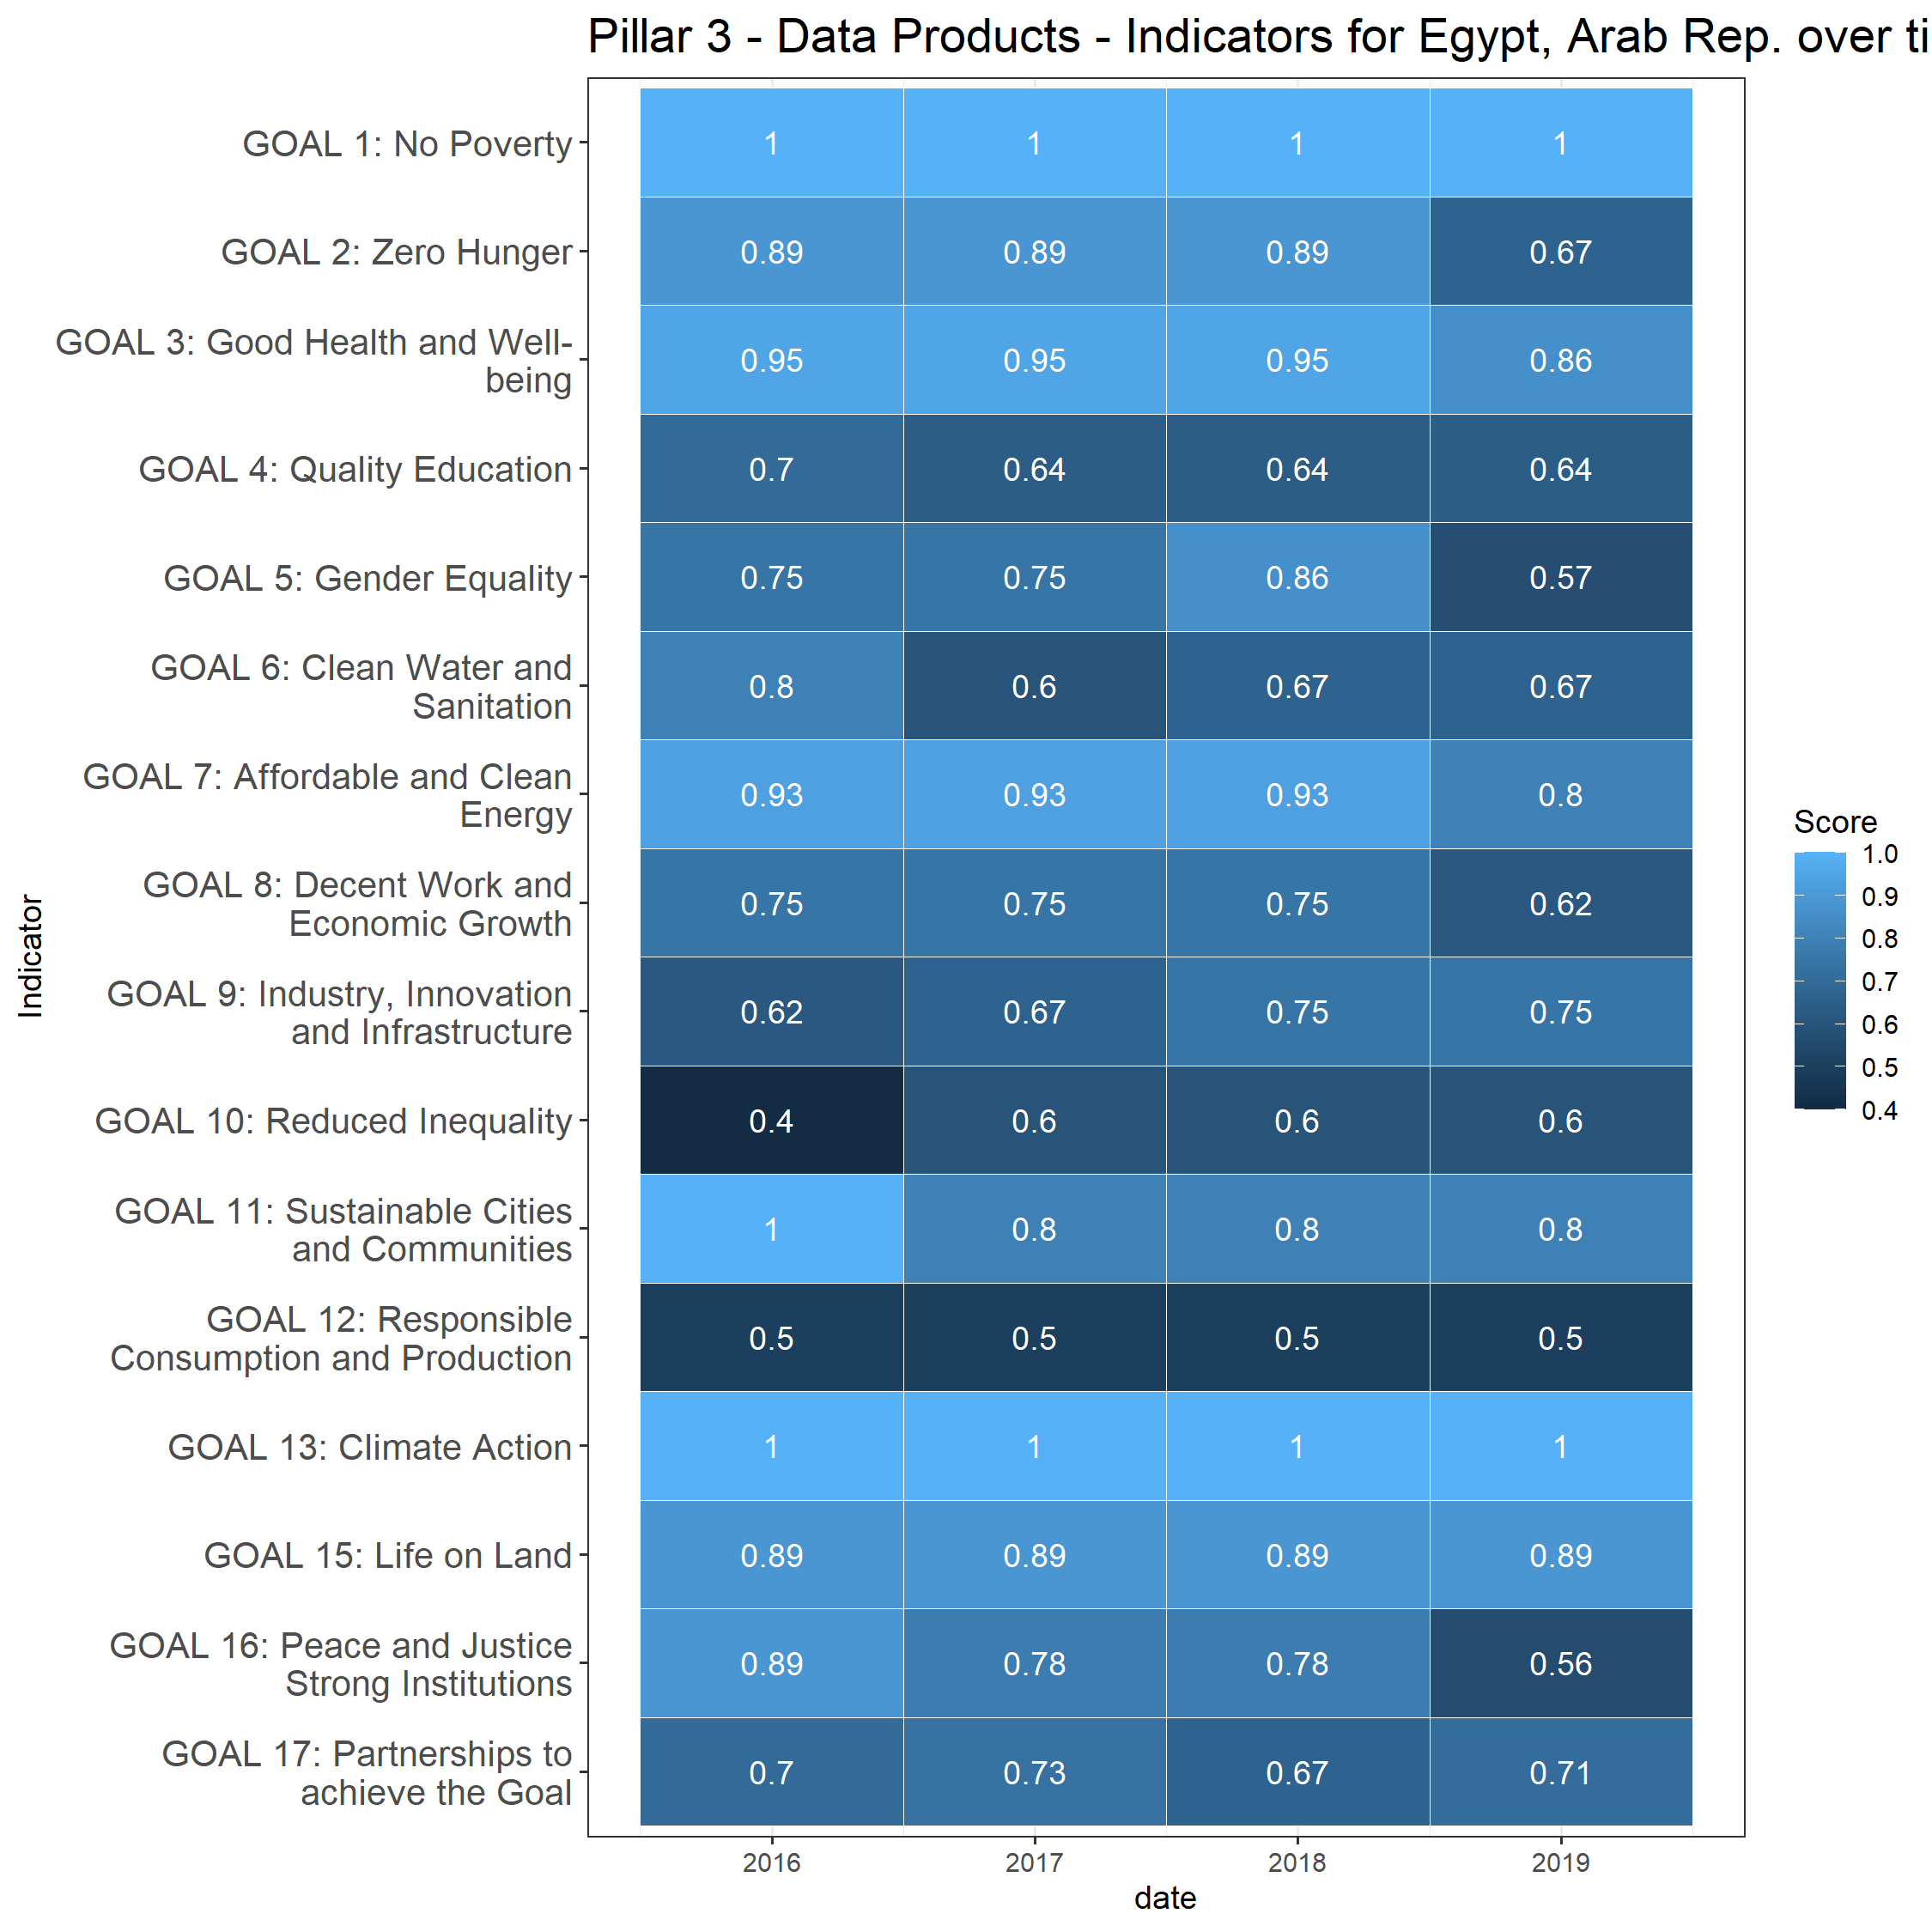 Pillar 3 - Data Products - Indicators for Egypt, Arab Rep. over ti
GOAL 1: No Poverty
1 1 1 1
GOAL 2: Zero Hunger
0.89 0.89 0.89 0.67
GOAL 3: Good Health and Well-
being
0.95 0.95 0.95 0.86
GOAL 4: Quality Education
0.7 0.64 0.64 0.64
GOAL 5: Gender Equality
0.75 0.75 0.86 0.57
GOAL 6: Clean Water and
Sanitation
0.8 0.6 0.67 0.67
GOAL 7: Affordable and Clean
Energy
0.93 0.93 0.93 0.8
GOAL 8: Decent Work and
Economic Growth
0.75 0.75 0.75 0.62
GOAL 9: Industry, Innovation
and Infrastructure
0.62 0.67 0.75 0.75
GOAL 10: Reduced Inequality
0.4 0.6 0.6 0.6
GOAL 11: Sustainable Cities
and Communities
1 0.8 0.8 0.8
GOAL 12: Responsible
Consumption and Production
0.5 0.5 0.5 0.5
GOAL 13: Climate Action
1 1 1 1
GOAL 15: Life on Land
0.89 0.89 0.89 0.89
GOAL 16: Peace and Justice
Strong Institutions
0.89 0.78 0.78 0.56
GOAL 17: Partnerships to
achieve the Goal
0.7 0.73 0.67 0.71
2016 2017 2018 2019
date
Indicator
Score
1.0
0.9
0.8
0.7
0.6
0.5
0.4